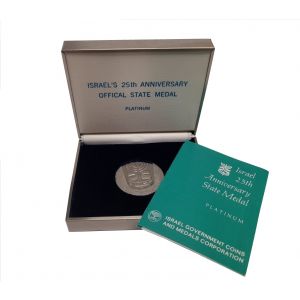 ISRAEL'S 25th ANNIVERSARY
OFFICAL STATE MEDAL
PLATINUM
Israel
25th
Anniversary
State Medal
PLATINUM
ISRAEL GOVERNMENT COINS
AND MEDALS CORPORATION